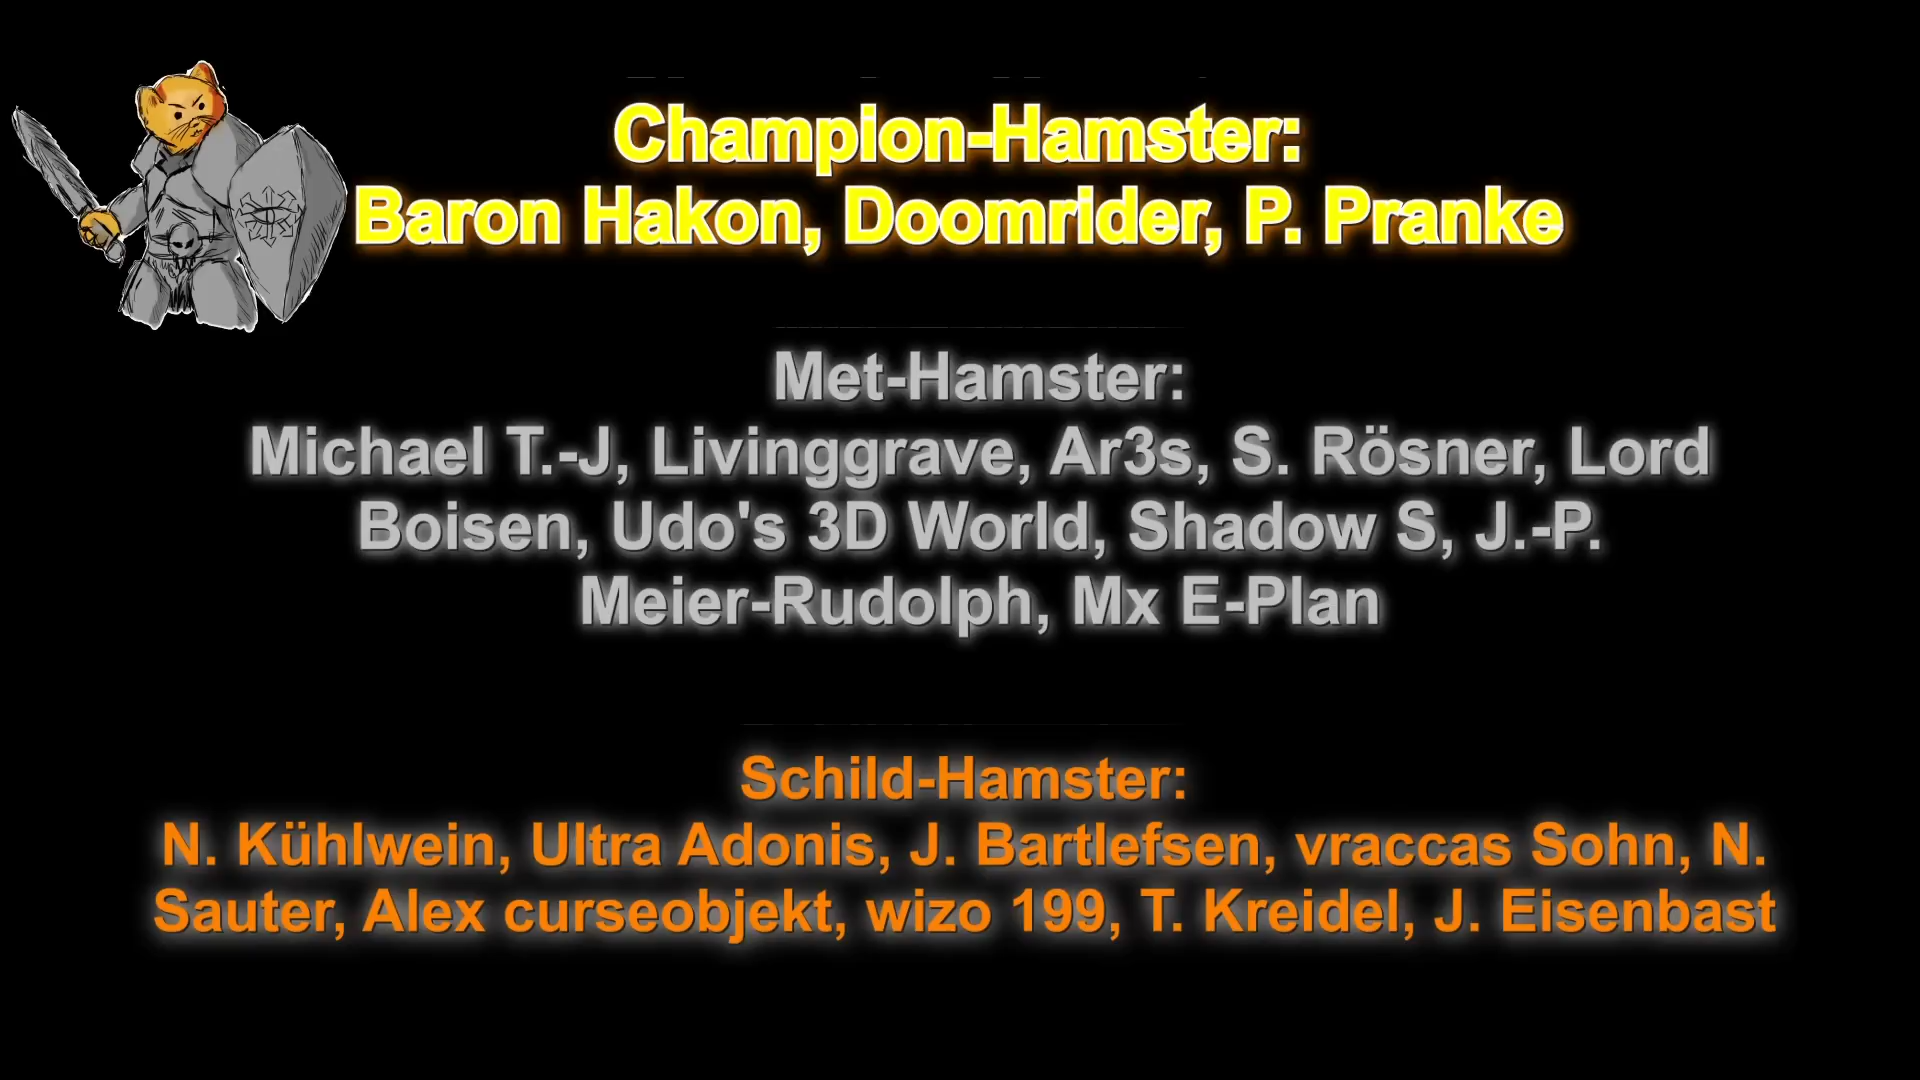 Champion-Hamster:
Baron Hakon, Doomrider, P. Pranke
Met-Hamster:
Michael T.-J, Livinggrave, Ar3s, S. Rösner, Lord
Boisen, Udo's 3D World, Shadow S, J.-P.
Meier-Rudolph, Mx E-Plan
Schild-Hamster:
N. Kühlwein, Ultra Adonis, J. Bartlefsen, vraccas Sohn, N.
Sauter, Alex curseobjekt, wizo 199, T. Kreidel, J. Eisenbast